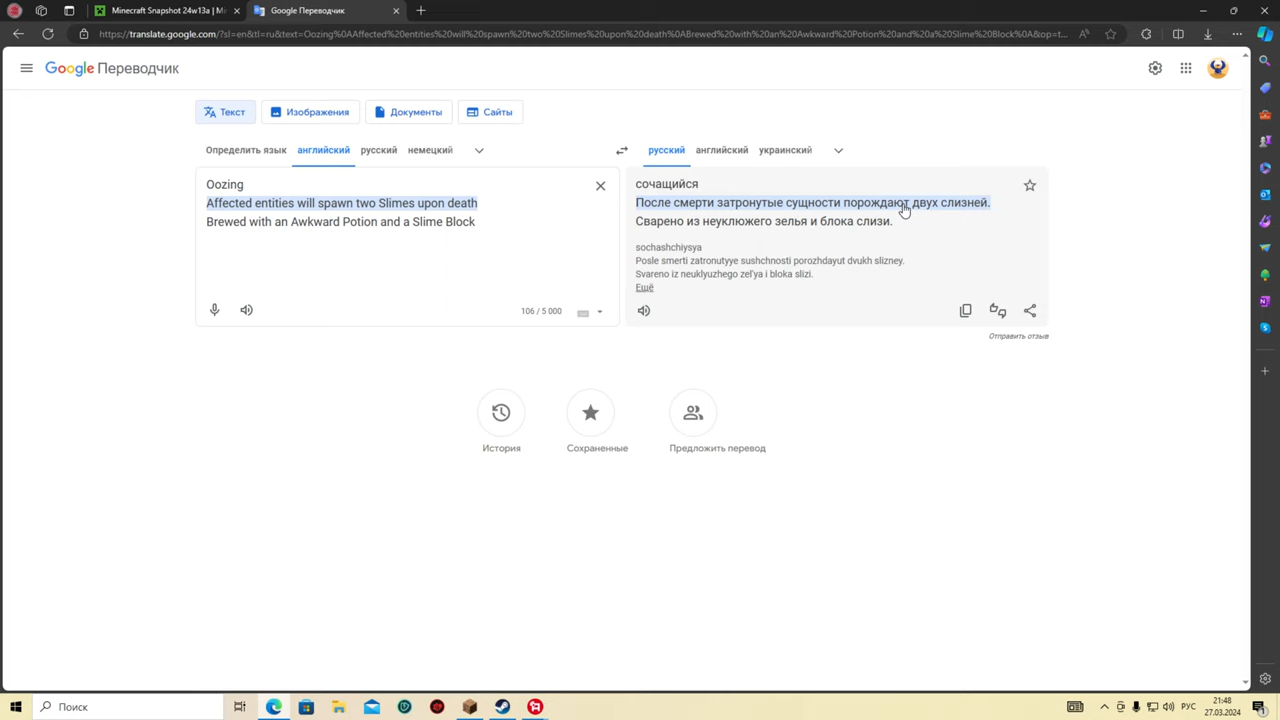 Minecraft Snapshot 24w13a | Mi
Google Переводчик
https://translate.google.com/?sl=en&tl=ru&text=Oozing%0AAffected%20entities%20will%20spawn%20two%20Slimes%20upon%20death%0ABrewed%20with%20an%20Awkward%20Potion%20and%20a%20Slime%20Block%0A&op=t...
Google Переводчик
Текст
Изображения
Документы
Сайты
Определить язык
английский
русский
немецкий
русский
английский
украинский
Oozing
Affected entities will spawn two Slimes upon death
Brewed with an Awkward Potion and a Slime Block
106 / 5 000
сочащийся
После смерти затронутые сущности порождают двух слизней.
Сварено из неуклюжего зелья и блока слизи.
sochashchiysya
Posle smerti zatronutyye sushchnosti porozhdayut dvukh slizney.
Svareno iz neuklyuzhego zel'ya i bloka slizi.
Ещё
Отправить отзыв
История
Сохраненные
Предложить перевод
Поиск
РУС
21:48
27.03.2024